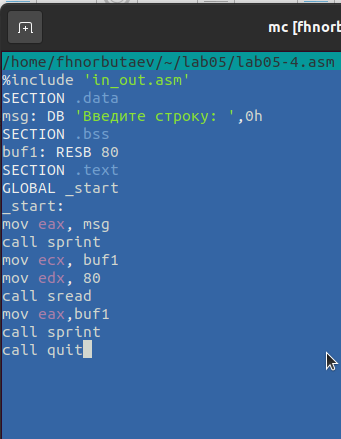 mc [fhnorbutaev/
/home/fhnorbutaev/~/lab05/lab05-4.asm
%include 'in_out.asm'
SECTION .data
msg: DB 'Введите строку: ',0h
SECTION .bss
buf1: RESB 80
SECTION .text
GLOBAL _start
_start:
mov eax, msg
call sprint
mov ecx, buf1
mov edx, 80
call sread
mov eax,buf1
call sprint
call quit